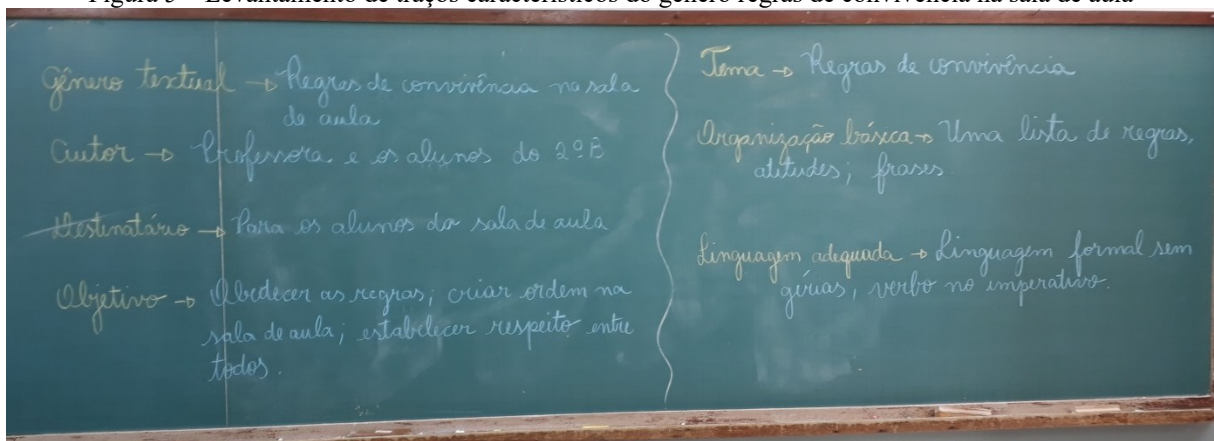 Figura 3 – Levantamento de traços característicos do gênero regras de convivência na sala de aula
Gênero textual → Regras de convivência na sala
de aula
Autor → Professora e os alunos do 2º B
Destinatário → Para os alunos da sala de aula
Objetivo → Obedecer as regras; criar ordem na
sala de aula; estabelecer respeito entre
todos.
Tema → Regras de convivência
Organização básica → Uma lista de regras,
atitudes; frases
Linguagem adequada → Linguagem formal sem
gírias, verbo no imperativo.